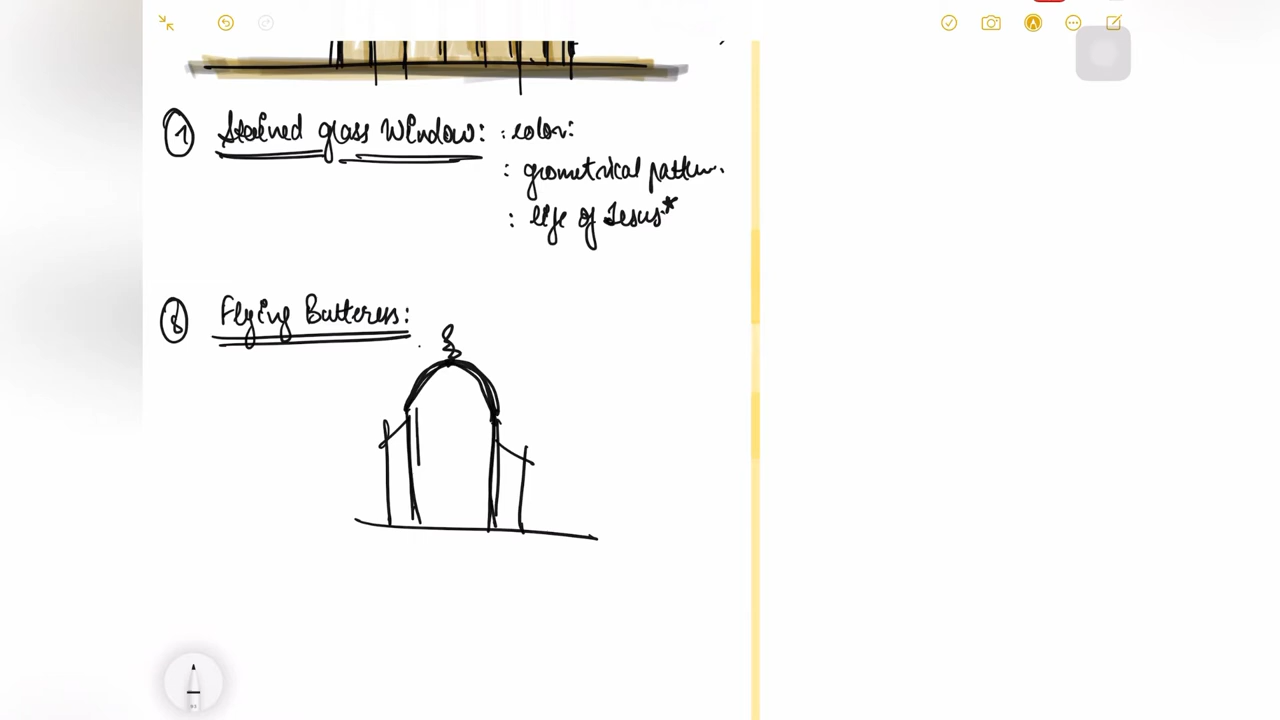 7 Stained glass Window: : color:
: geometrical pattern.
: life of Jesus.*
8 Flying Butteress: